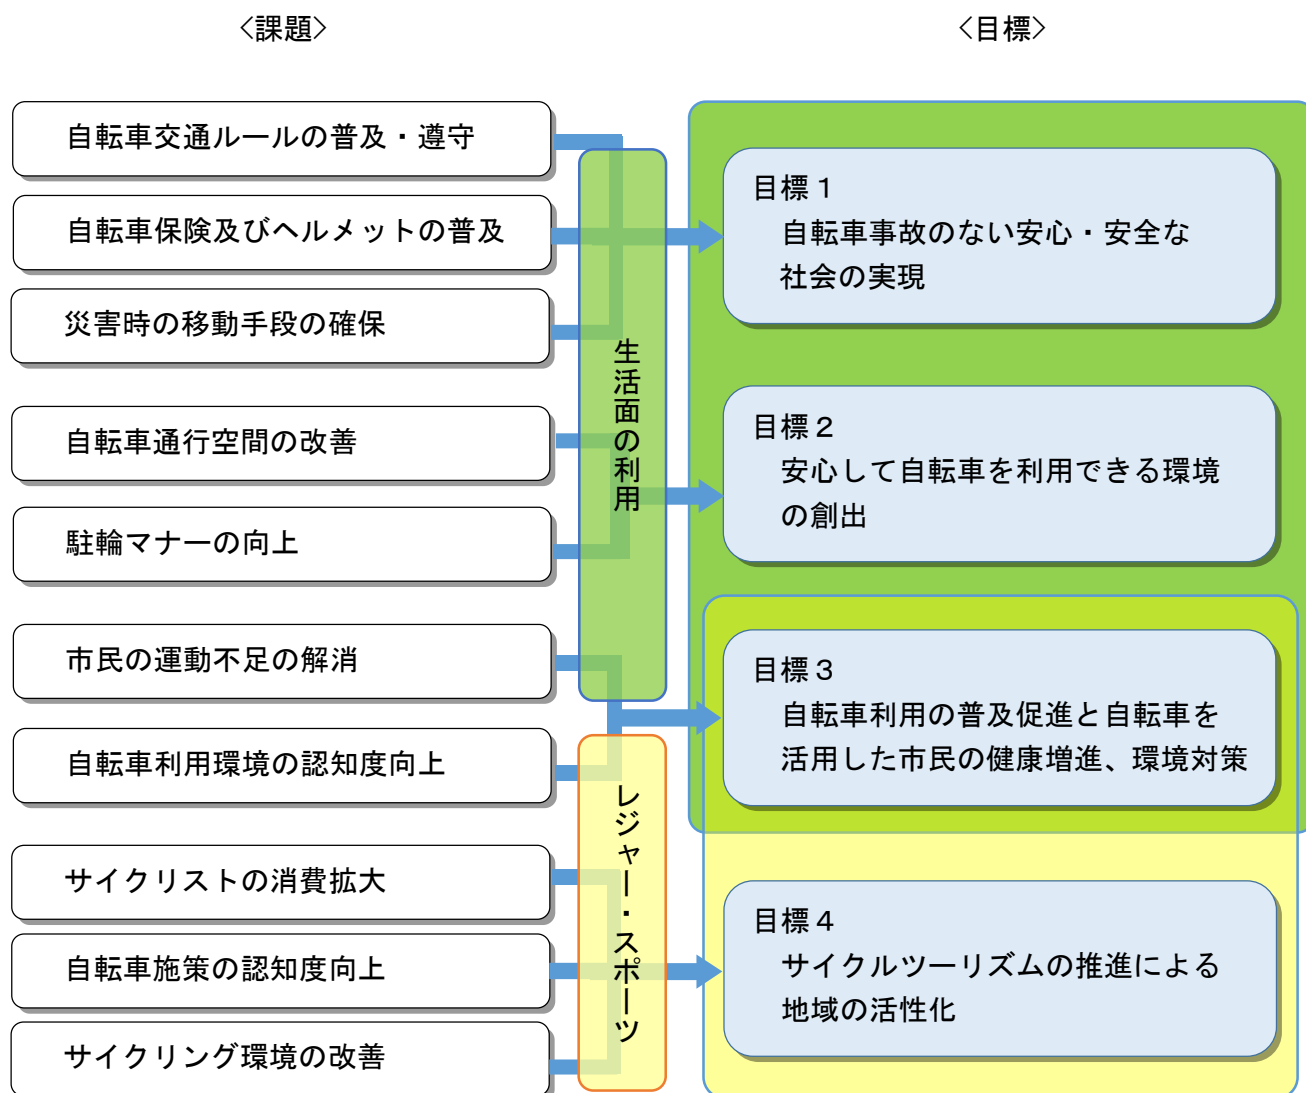 〈課題〉
〈目標〉
自転車交通ルールの普及・遵守
自転車保険及びヘルメットの普及
災害時の移動手段の確保
自転車通行空間の改善
駐輪マナーの向上
市民の運動不足の解消
自転車利用環境の認知度向上
サイクリストの消費拡大
自転車施策の認知度向上
サイクリング環境の改善
生活面の利用
レジャー・スポーツ
目標1
自転車事故のない安心・安全な
社会の実現
目標2
安心して自転車を利用できる環境
の創出
目標3
自転車利用の普及促進と自転車を
活用した市民の健康増進、環境対策
目標4
サイクルツーリズムの推進による
地域の活性化